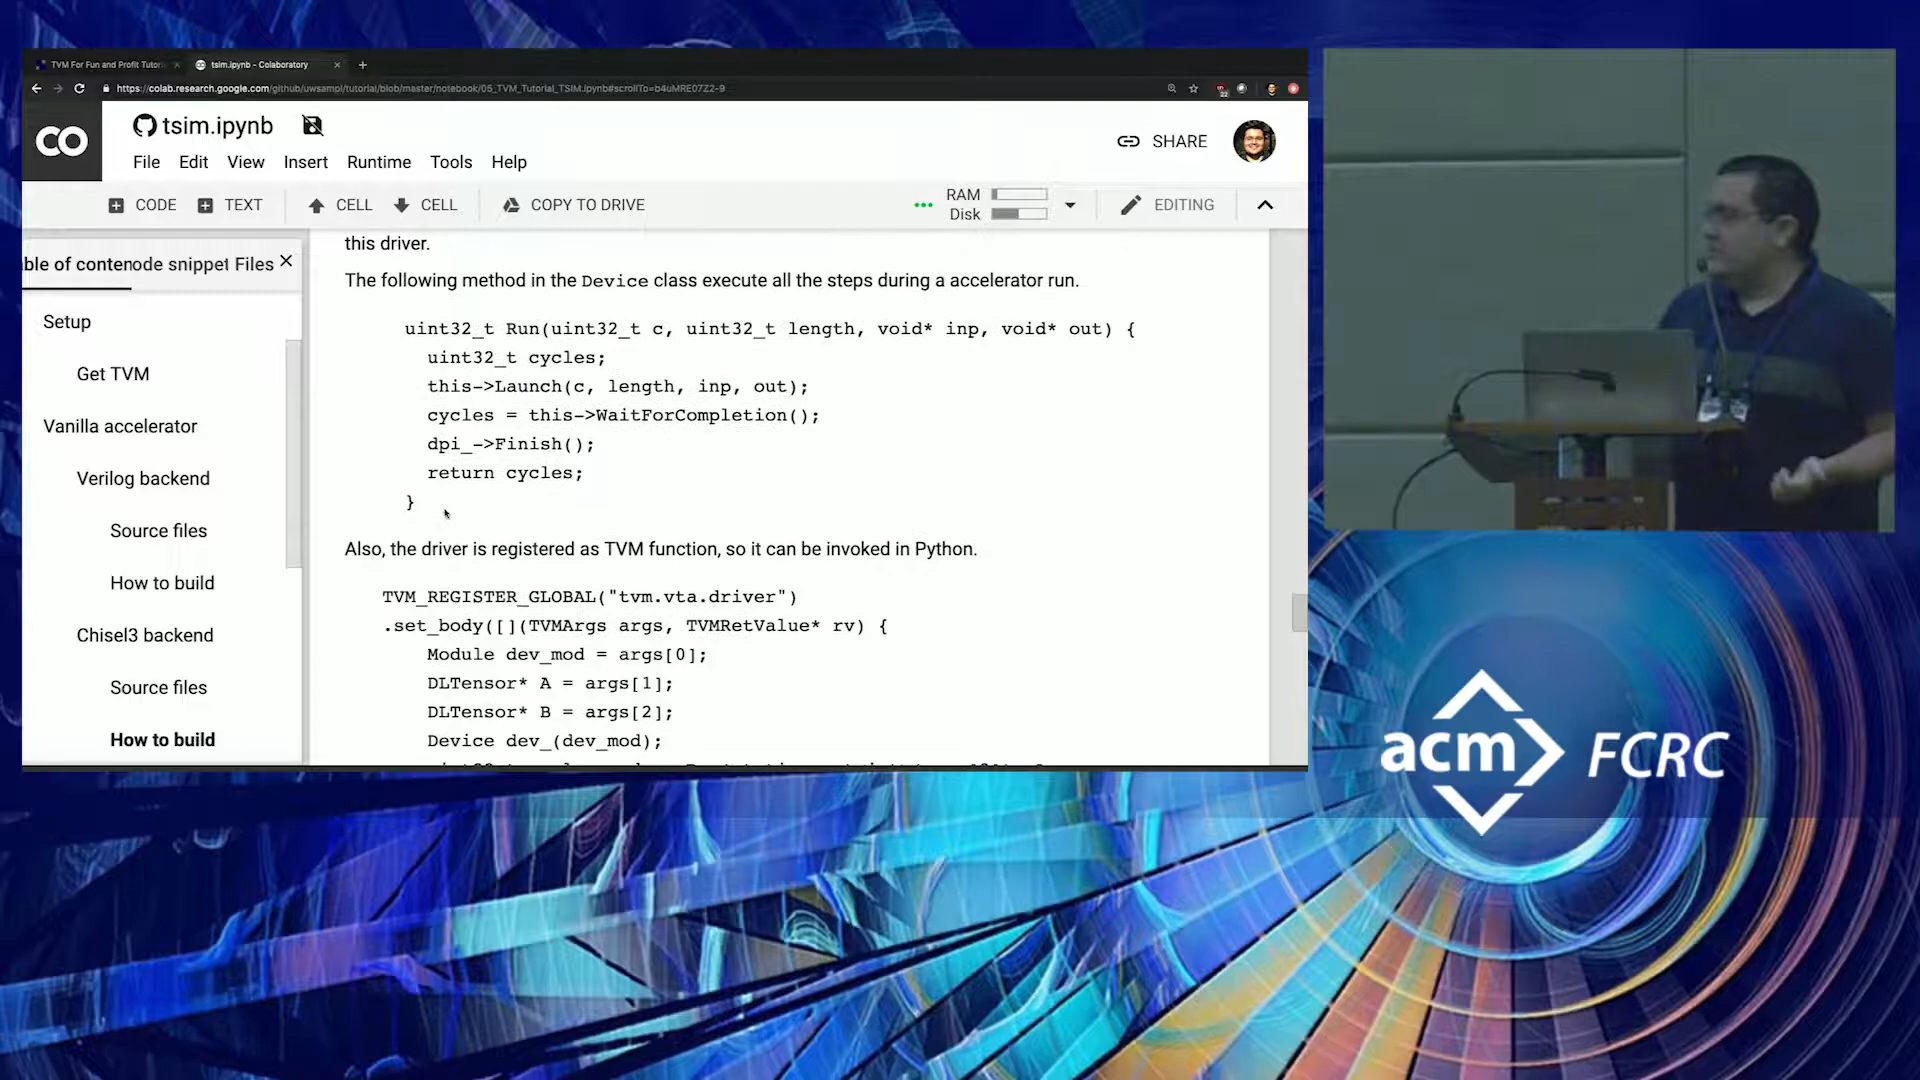 TVM For Fun and Profit Tutori
tsim.ipynb - Colaboratory
https://colab.research.google.com/github/uwsampl/tutorial/blob/master/notebook/05_TVM_Tutorial_TSIM.ipynb#scrollTo=b4uMRE07Z2-9
22
CO
tsim.ipynb
SHARE
File Edit View Insert Runtime Tools Help
CODE TEXT CELL CELL COPY TO DRIVE
RAM
Disk
EDITING
ble of conten ode snippet Files
Setup
Get TVM
Vanilla accelerator
Verilog backend
Source files
How to build
Chisel3 backend
Source files
How to build
this driver.
The following method in the Device class execute all the steps during a accelerator run.
uint32_t Run(uint32_t c, uint32_t length, void* inp, void* out) {
uint32_t cycles;
this->Launch(c, length, inp, out);
cycles = this->WaitForCompletion();
dpi_->Finish();
return cycles;
}
Also, the driver is registered as TVM function, so it can be invoked in Python.
TVM_REGISTER_GLOBAL("tvm.vta.driver")
.set_body([](TVMArgs args, TVMRetValue* rv) {
Module dev_mod = args[0];
DLTensor* A = args[1];
DLTensor* B = args[2];
Device dev_(dev_mod);
acm FCRC